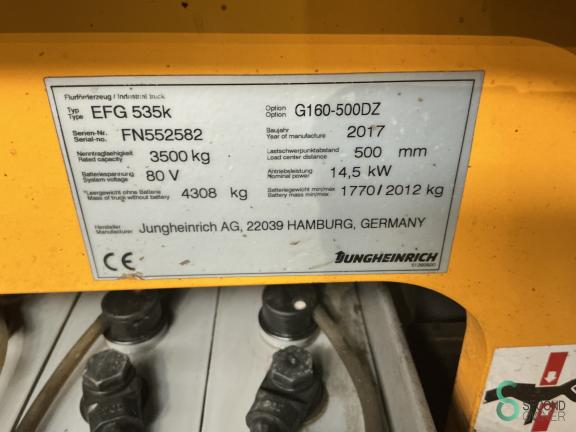 Flurförderzeug / Industrial truck
Typ
Type EFG 535k
Option
Option G160-500DZ
Serien-Nr.
Serial-no. FN552582
Baujahr
Year of manufacture 2017
Nenntragfaehigkeit
Rated capacity 3500 kg
Lastschwerpunktabstand
Load center distance 500 mm
Batteriespannung
System voltage 80 V
Antriebsleistung
Nominal power 14,5 kW
*Leergewicht ohne Batterie
Mass of truck without battery 4308 kg
Batteriegewicht min/max
Battery mass min/max 1770/2012 kg
Hersteller
Manufacturer Jungheinrich AG, 22039 HAMBURG, GERMANY
CE
JUNGHEINRICH
SECOND